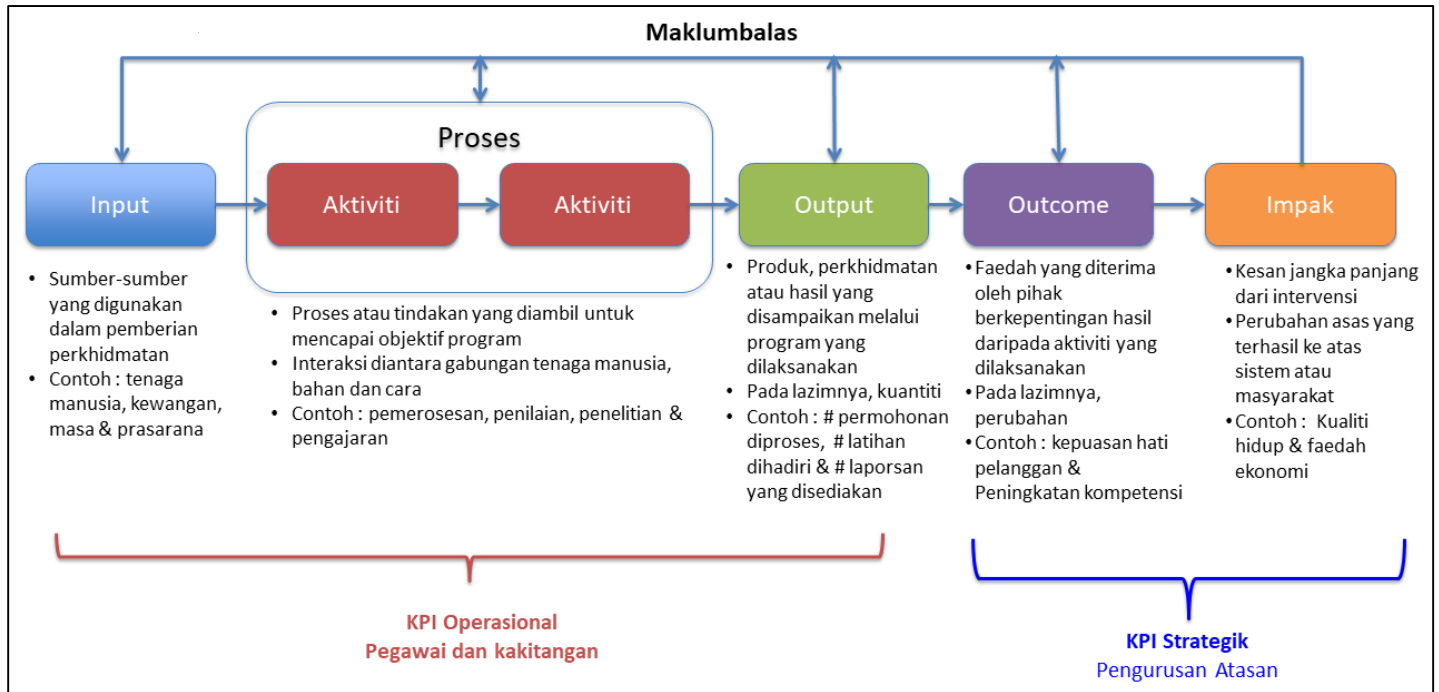 Maklumbalas
Proses
Input
Aktiviti
Aktiviti
Output
Outcome
Impak
• Sumber-sumber
yang digunakan
dalam pemberian
perkhidmatan
• Contoh : tenaga
manusia, kewangan,
masa & prasarana
• Proses atau tindakan yang diambil untuk
mencapai objektif program
• Interaksi diantara gabungan tenaga manusia,
bahan dan cara
• Contoh : pemerosesan, penilaian, penelitian &
pengajaran
• Produk, perkhidmatan
atau hasil yang
disampaikan melalui
program yang
dilaksanakan
• Pada lazimnya, kuantiti
• Contoh : # permohonan
diproses, # latihan
dihadiri & # laporsan
yang disediakan
• Faedah yang diterima
oleh pihak
berkepentingan hasil
daripada aktiviti yang
dilaksanakan
• Pada lazimnya,
perubahan
• Contoh : kepuasan hati
pelanggan &
Peningkatan kompetensi
• Kesan jangka panjang
dari intervensi
• Perubahan asas yang
terhasil ke atas
sistem atau
masyarakat
• Contoh : Kualiti
hidup & faedah
ekonomi
KPI Operasional
Pegawai dan kakitangan
KPI Strategik
Pengurusan Atasan